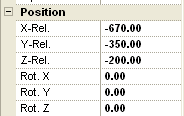 Position
X-Rel. -670.00
Y-Rel. -350.00
Z-Rel. -200.00
Rot. X 0.00
Rot. Y 0.00
Rot. Z 0.00